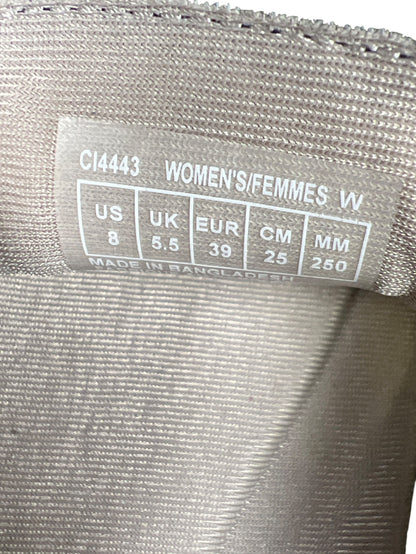 CI4443 WOMEN'S/FEMMES W
US UK EUR CM MM
8 5.5 39 25 250
MADE IN BANGLADESH